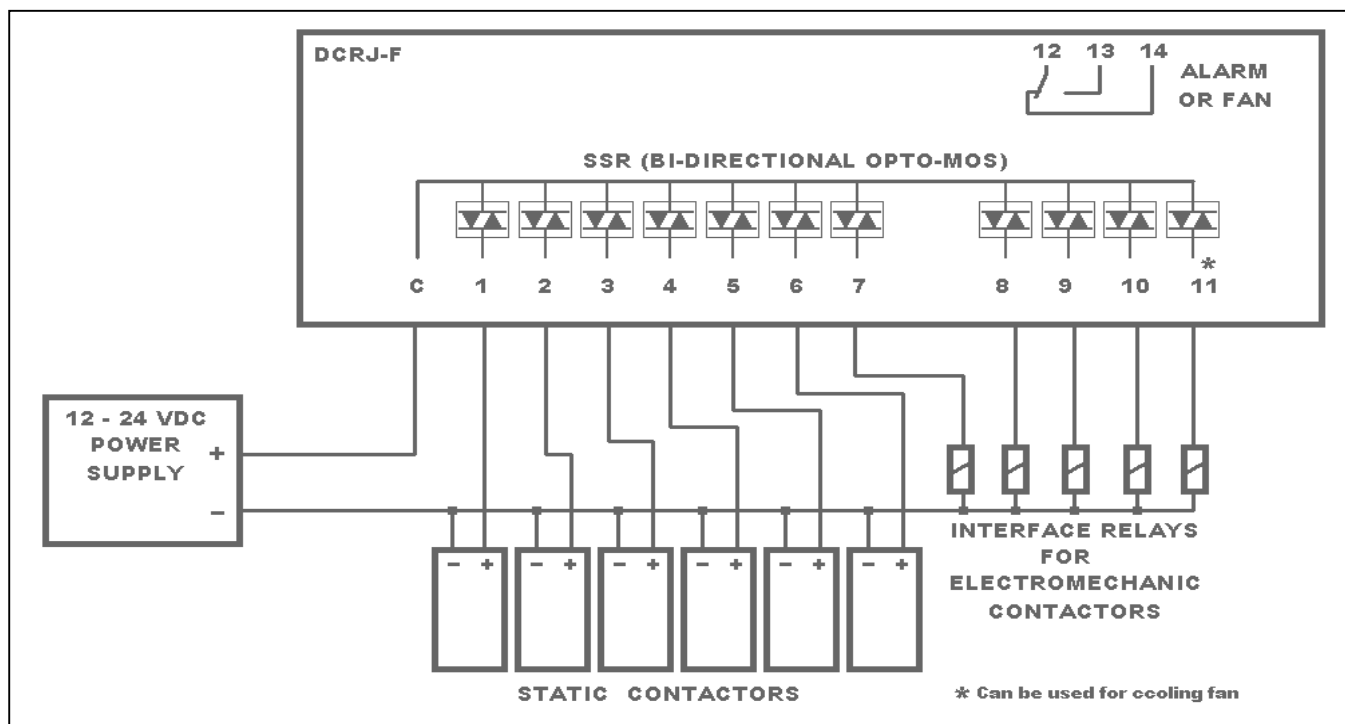 DCRJ-F
12 13 14
ALARM
OR FAN
SSR (BI-DIRECTIONAL OPTO-MOS)
*
C 1 2 3 4 5 6 7 8 9 10 11
12 - 24 VDC
POWER +
SUPPLY
-
- + - + - + - + - + - +
INTERFACE RELAYS
FOR
ELECTROMECHANIC
CONTACTORS
STATIC CONTACTORS
* Can be used for ccoling fan